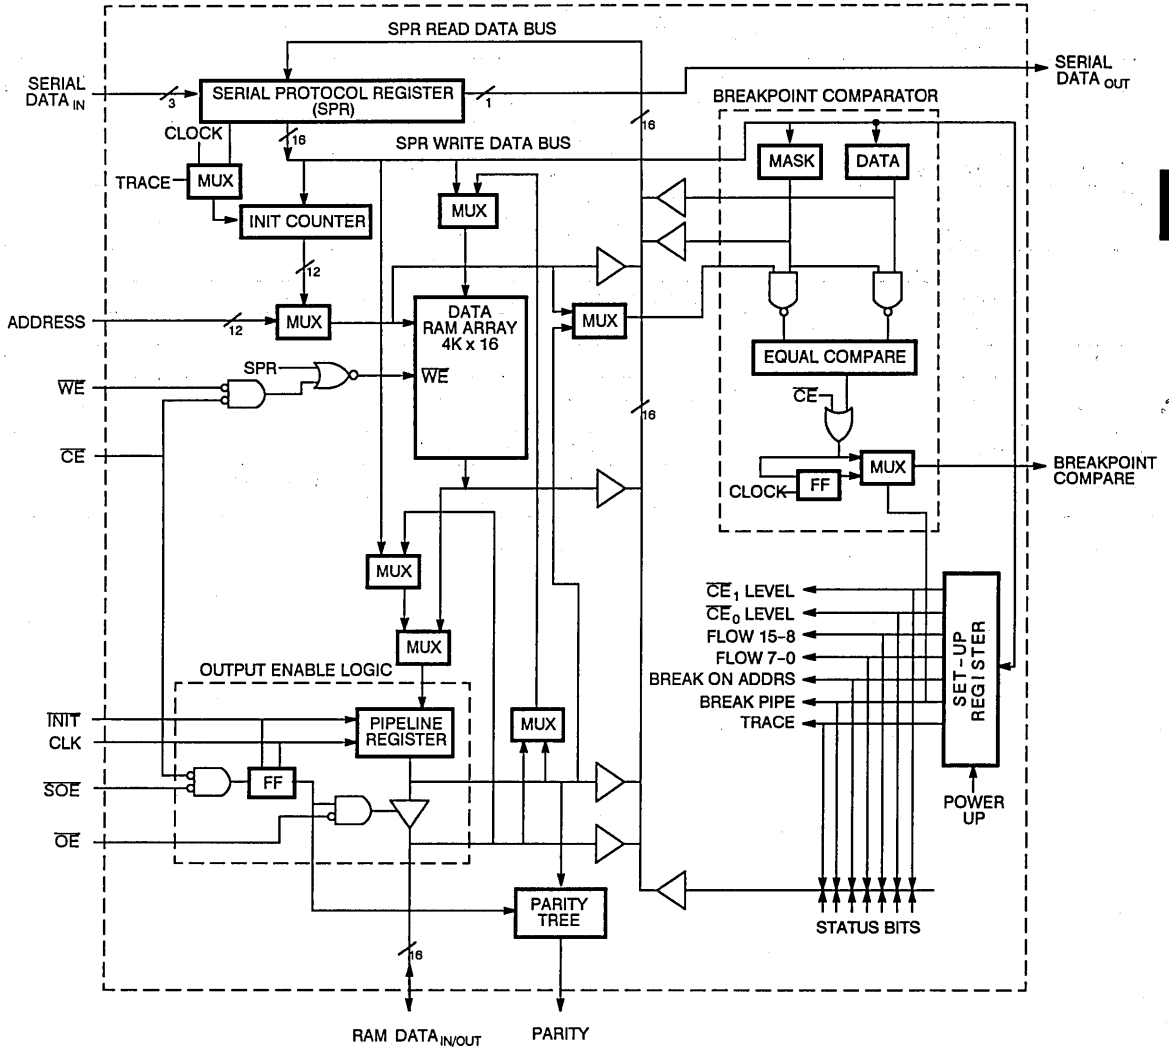 SPR READ DATA BUS
SERIAL
DATA IN
3
SERIAL PROTOCOL REGISTER
(SPR)
1
SERIAL
DATA OUT
16
BREAKPOINT COMPARATOR
CLOCK
16
SPR WRITE DATA BUS
TRACE
MUX
MASK
DATA
INIT COUNTER
MUX
12
ADDRESS
12
MUX
DATA
RAM ARRAY
4K x 16
MUX
EQUAL COMPARE
SPR
WE
WE
CE
16
CE
MUX
BREAKPOINT
COMPARE
CLOCK
FF
MUX
CE1 LEVEL
CE0 LEVEL
FLOW 15-8
FLOW 7-0
BREAK ON ADDRS
BREAK PIPE
TRACE
SET-UP
REGISTER
MUX
OUTPUT ENABLE LOGIC
INIT
CLK
PIPELINE
REGISTER
MUX
SOE
FF
POWER
UP
OE
PARITY
TREE
STATUS BITS
16
RAM DATA IN/OUT
PARITY